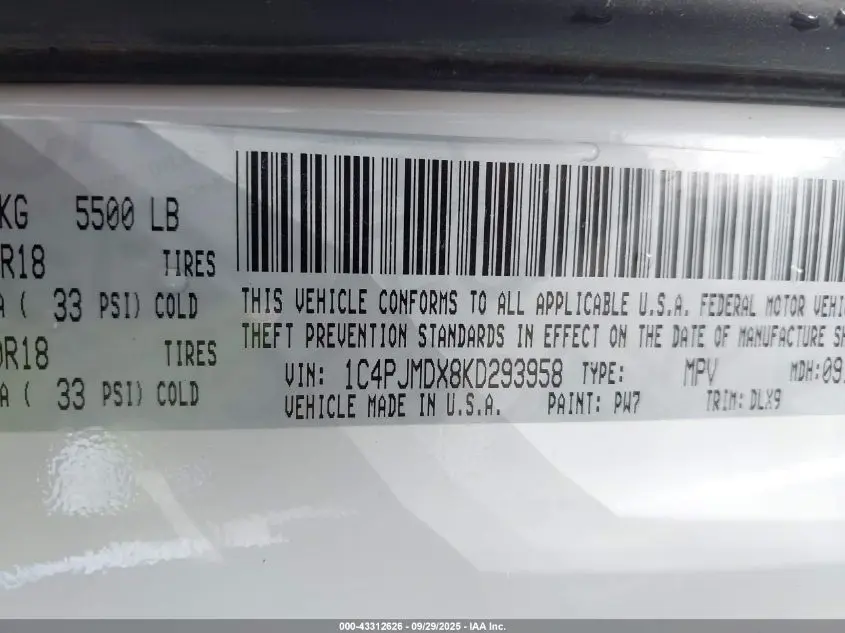 KG 5500 LB
R18 TIRES
A ( 33 PSI) COLD
0R18 TIRES
A ( 33 PSI) COLD
THIS VEHICLE CONFORMS TO ALL APPLICABLE U.S.A. FEDERAL MOTOR VEHI
THEFT PREVENTION STANDARDS IN EFFECT ON THE DATE OF MANUFACTURE SH
VIN: 1C4PJMDX8KD293958 TYPE: MPV MDH:09
VEHICLE MADE IN U.S.A. PAINT: PW7 TRIM: DLX9
000-43312626 - 09/29/2025 - IAA Inc.